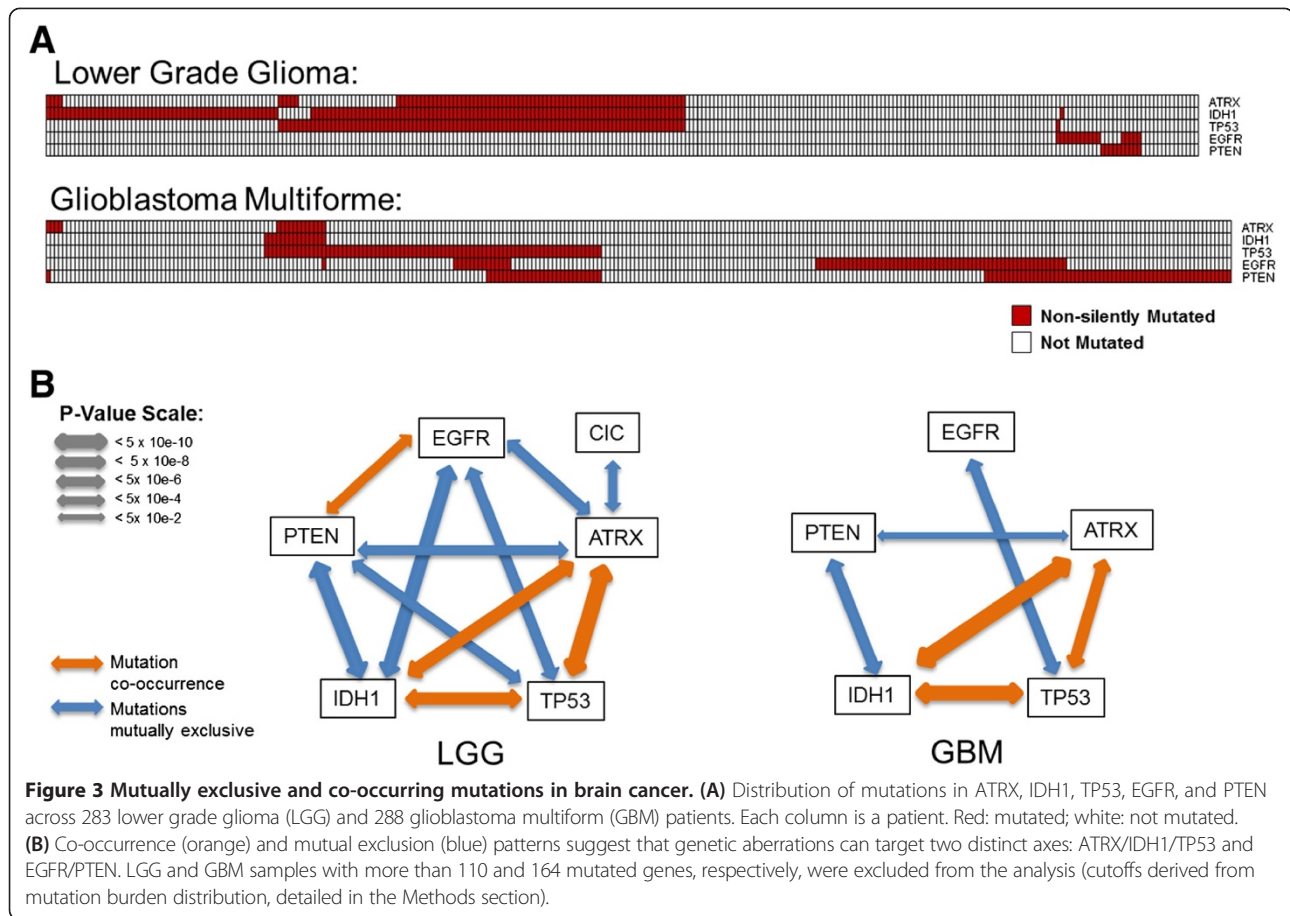 A
Lower Grade Glioma:
ATRX
IDH1
TP53
EGFR
PTEN
Glioblastoma Multiforme:
ATRX
IDH1
TP53
EGFR
PTEN
Non-silently Mutated
Not Mutated
B
P-Value Scale:
< 5 x 10e-10
< 5 x 10e-8
< 5x 10e-6
< 5x 10e-4
< 5x 10e-2
Mutation
co-occurrence
Mutations
mutually exclusive
EGFR
CIC
PTEN
ATRX
IDH1
TP53
LGG
EGFR
PTEN
ATRX
IDH1
TP53
GBM
Figure 3 Mutually exclusive and co-occurring mutations in brain cancer. (A) Distribution of mutations in ATRX, IDH1, TP53, EGFR, and PTEN
across 283 lower grade glioma (LGG) and 288 glioblastoma multiform (GBM) patients. Each column is a patient. Red: mutated; white: not mutated.
(B) Co-occurrence (orange) and mutual exclusion (blue) patterns suggest that genetic aberrations can target two distinct axes: ATRX/IDH1/TP53 and
EGFR/PTEN. LGG and GBM samples with more than 110 and 164 mutated genes, respectively, were excluded from the analysis (cutoffs derived from
mutation burden distribution, detailed in the Methods section).